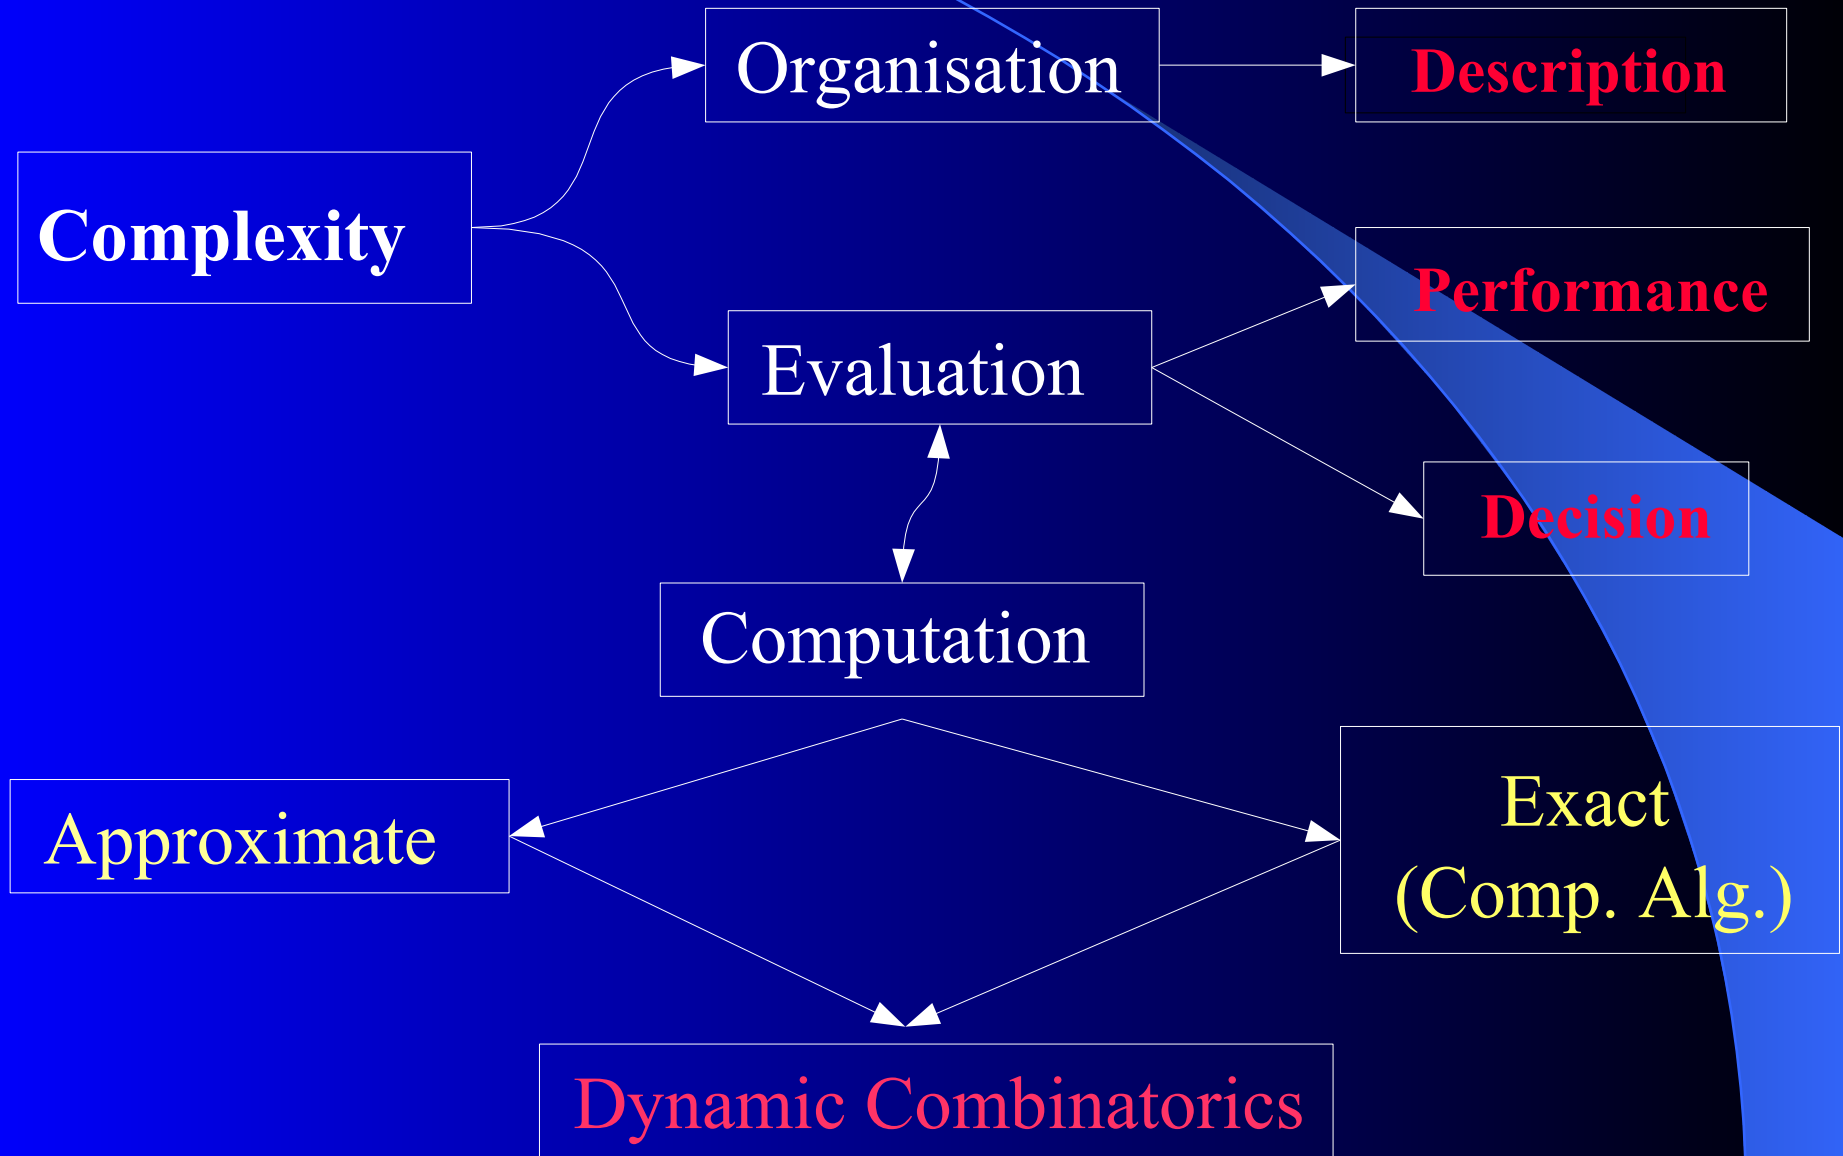 Organisation
Description
Complexity
Performance
Evaluation
Decision
Computation
Exact
(Comp. Alg.)
Approximate
Dynamic Combinatorics